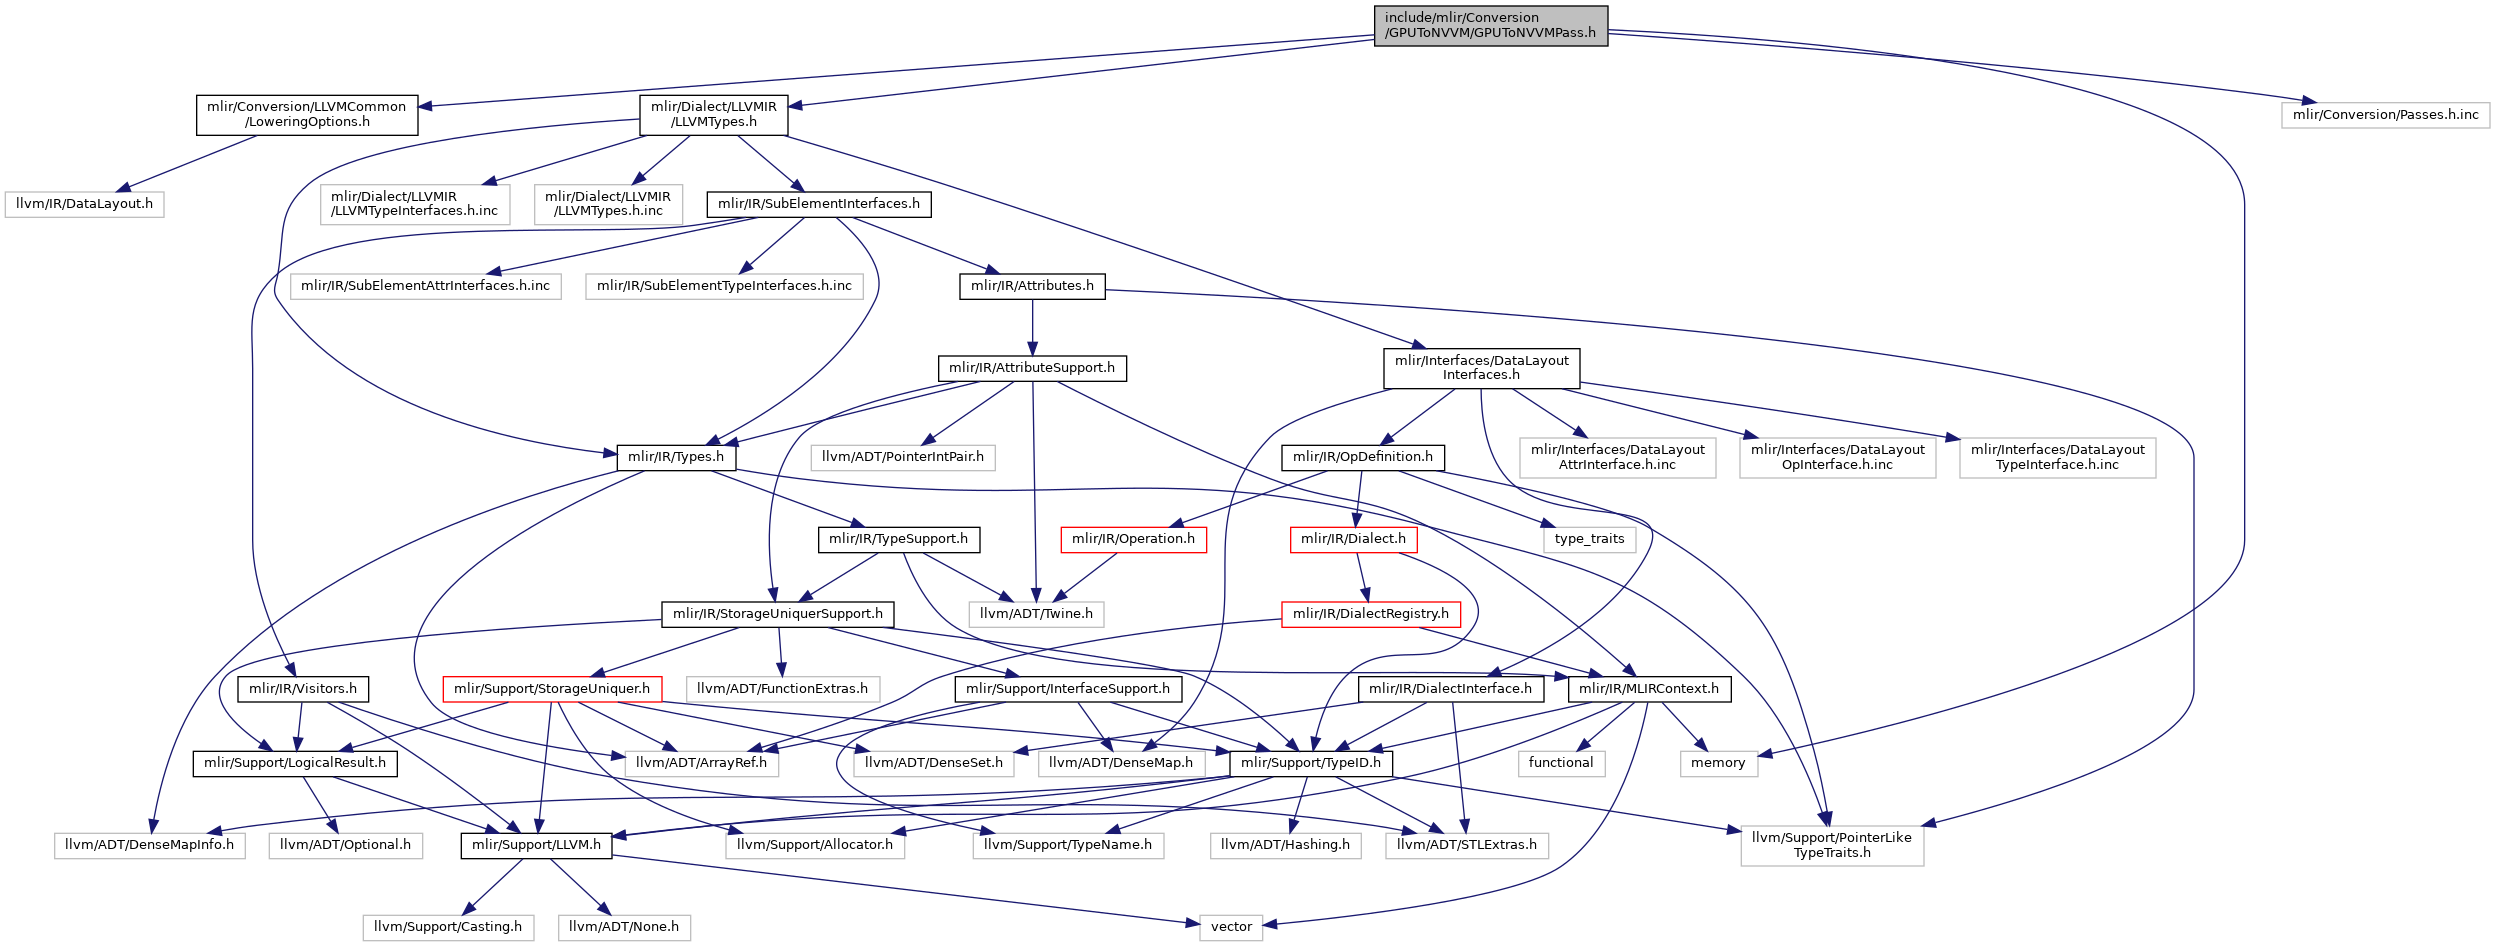 include/mlir/Conversion
/GPUToNVVM/GPUToNVVMPass.h
mlir/Conversion/LLVMCommon
/LoweringOptions.h
mlir/Dialect/LLVMIR
/LLVMTypes.h
mlir/Conversion/Passes.h.inc
llvm/IR/DataLayout.h
mlir/Dialect/LLVMIR
/LLVMTypeInterfaces.h.inc
mlir/Dialect/LLVMIR
/LLVMTypes.h.inc
mlir/IR/SubElementInterfaces.h
mlir/IR/SubElementAttrInterfaces.h.inc
mlir/IR/SubElementTypeInterfaces.h.inc
mlir/IR/Attributes.h
mlir/IR/AttributeSupport.h
mlir/Interfaces/DataLayout
Interfaces.h
mlir/IR/Types.h
llvm/ADT/PointerIntPair.h
mlir/IR/OpDefinition.h
mlir/Interfaces/DataLayout
AttrInterface.h.inc
mlir/Interfaces/DataLayout
OpInterface.h.inc
mlir/Interfaces/DataLayout
TypeInterface.h.inc
mlir/IR/TypeSupport.h
mlir/IR/Operation.h
mlir/IR/Dialect.h
type_traits
mlir/IR/StorageUniquerSupport.h
llvm/ADT/Twine.h
mlir/IR/DialectRegistry.h
mlir/IR/Visitors.h
mlir/Support/StorageUniquer.h
llvm/ADT/FunctionExtras.h
mlir/Support/InterfaceSupport.h
mlir/IR/DialectInterface.h
mlir/IR/MLIRContext.h
mlir/Support/LogicalResult.h
llvm/ADT/ArrayRef.h
llvm/ADT/DenseSet.h
llvm/ADT/DenseMap.h
mlir/Support/TypeID.h
functional
memory
llvm/ADT/DenseMapInfo.h
llvm/ADT/Optional.h
mlir/Support/LLVM.h
llvm/Support/Allocator.h
llvm/Support/TypeName.h
llvm/ADT/Hashing.h
llvm/ADT/STLExtras.h
llvm/Support/PointerLike
TypeTraits.h
llvm/Support/Casting.h
llvm/ADT/None.h
vector